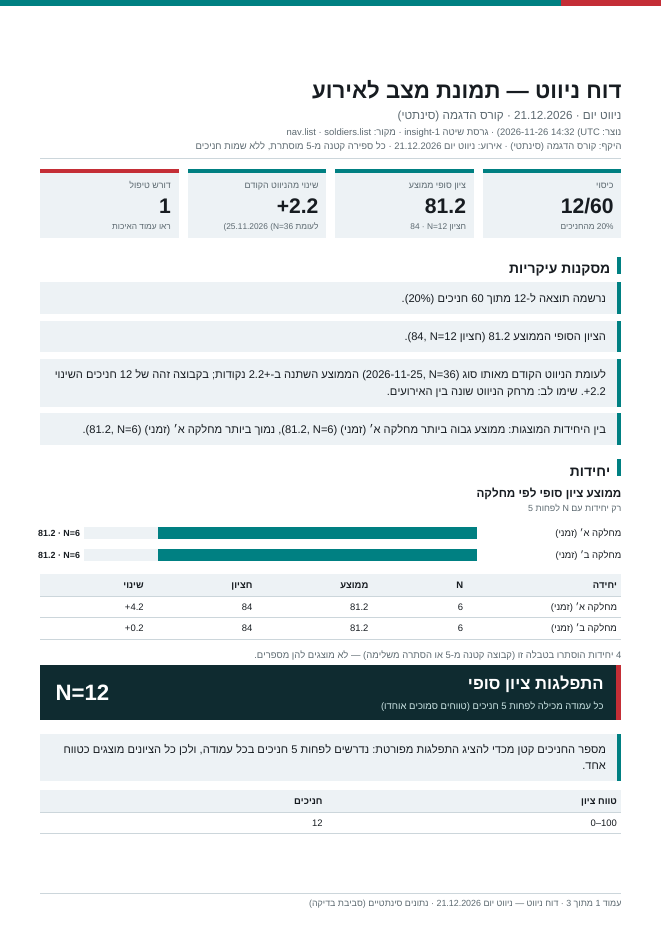 דוח ניווט — תמונת מצב לאירוע
ניווט יום · 21.12.2026 · קורס הדגמה (סינתטי)
נוצר: 2026-11-26 14:32 (UTC) · גרסת שיטה insight-1 · מקור: nav.list · soldiers.list
היקף: קורס הדגמה (סינתטי) · אירוע: ניווט יום 21.12.2026 · כל ספירה קטנה מ-5 מוסתרת, ללא שמות חניכים
כיסוי
12/60
20% מהחניכים
ציון סופי ממוצע
81.2
חציון 84 · N=12
שינוי מהניווט הקודם
+2.2
לעומת 25.11.2026 (N=36)
דורש טיפול
1
ראו עמוד האיכות
מסקנות עיקריות
נרשמה תוצאה ל-12 מתוך 60 חניכים (20%).
הציון הסופי הממוצע 81.2 (חציון 84, N=12).
לעומת הניווט הקודם מאותו סוג (2026-11-25, N=36) הממוצע השתנה ב-+2.2 נקודות; בקבוצה זהה של 12 חניכים השינוי
+2.2. שימו לב: מרחק הניווט שונה בין האירועים.
בין היחידות המוצגות: ממוצע גבוה ביותר מחלקה א׳ (זמני) (81.2, N=6), נמוך ביותר מחלקה א׳ (זמני) (81.2, N=6).
יחידות
ממוצע ציון סופי לפי מחלקה
רק יחידות עם N לפחות 5
מחלקה א׳ (זמני) 81.2 · N=6
מחלקה ב׳ (זמני) 81.2 · N=6
יחידה N ממוצע חציון שינוי
מחלקה א׳ (זמני) 6 81.2 84 +4.2
מחלקה ב׳ (זמני) 6 81.2 84 +0.2
4 יחידות הוסתרו בטבלה זו (קבוצה קטנה מ-5 או הסתרה משלימה) — לא מוצגים להן מספרים.
התפלגות ציון סופי
כל עמודה מכילה לפחות 5 חניכים (טווחים סמוכים אוחדו)
N=12
מספר החניכים קטן מכדי להציג התפלגות מפורטת: נדרשים לפחות 5 חניכים בכל עמודה, ולכן כל הציונים מוצגים כטווח
אחד.
טווח ציון חניכים
0–100 12
עמוד 1 מתוך 3 · דוח ניווט — ניווט יום 21.12.2026 · נתונים סינתטיים (סביבת בדיקה)